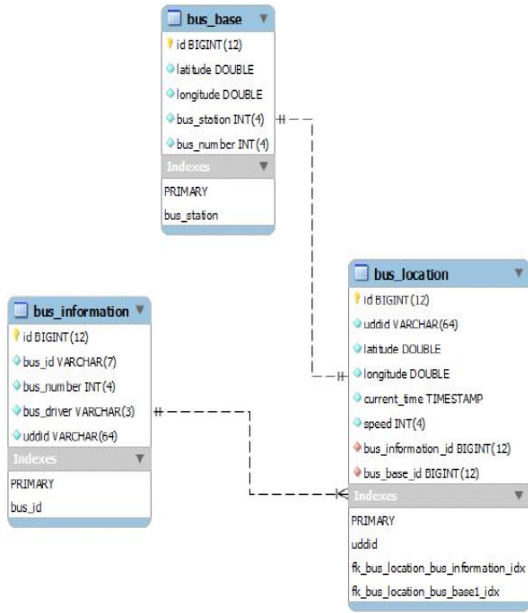 bus_base
id BIGINT(12)
latitude DOUBLE
longitude DOUBLE
bus_station INT(4)
bus_number INT(4)
Indexes
PRIMARY
bus_station
bus_location
id BIGINT(12)
uddid VARCHAR(64)
latitude DOUBLE
longitude DOUBLE
current_time TIMESTAMP
speed INT(4)
bus_information_id BIGINT(12)
bus_base_id BIGINT(12)
Indexes
PRIMARY
uddid
fk_bus_location_bus_information_idx
fk_bus_location_bus_base1_idx
bus_information
id BIGINT(12)
bus_id VARCHAR(7)
bus_number INT(4)
bus_driver VARCHAR(3)
uddid VARCHAR(64)
Indexes
PRIMARY
bus_id